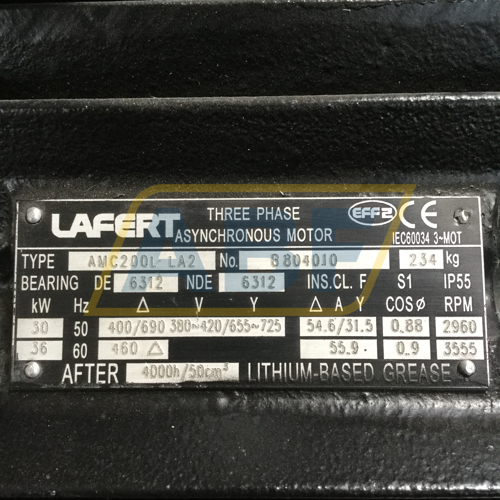 LAFERT THREE PHASE ASYNCHRONOUS MOTOR EFF2 CE IEC60034 3-MOT
TYPE AMC200L LA2 No. B804010 234 kg
BEARING DE 6312 NDE 6312 INS.CL. F S1 IP55
kW Hz Δ V Y Δ A Y COSØ RPM
30 50 400/690 380~420/655~725 54.6/31.5 0.88 2960
36 60 460 Δ 55.9 0.9 3555
AFTER 4000h/50cm³ LITHIUM-BASED GREASE